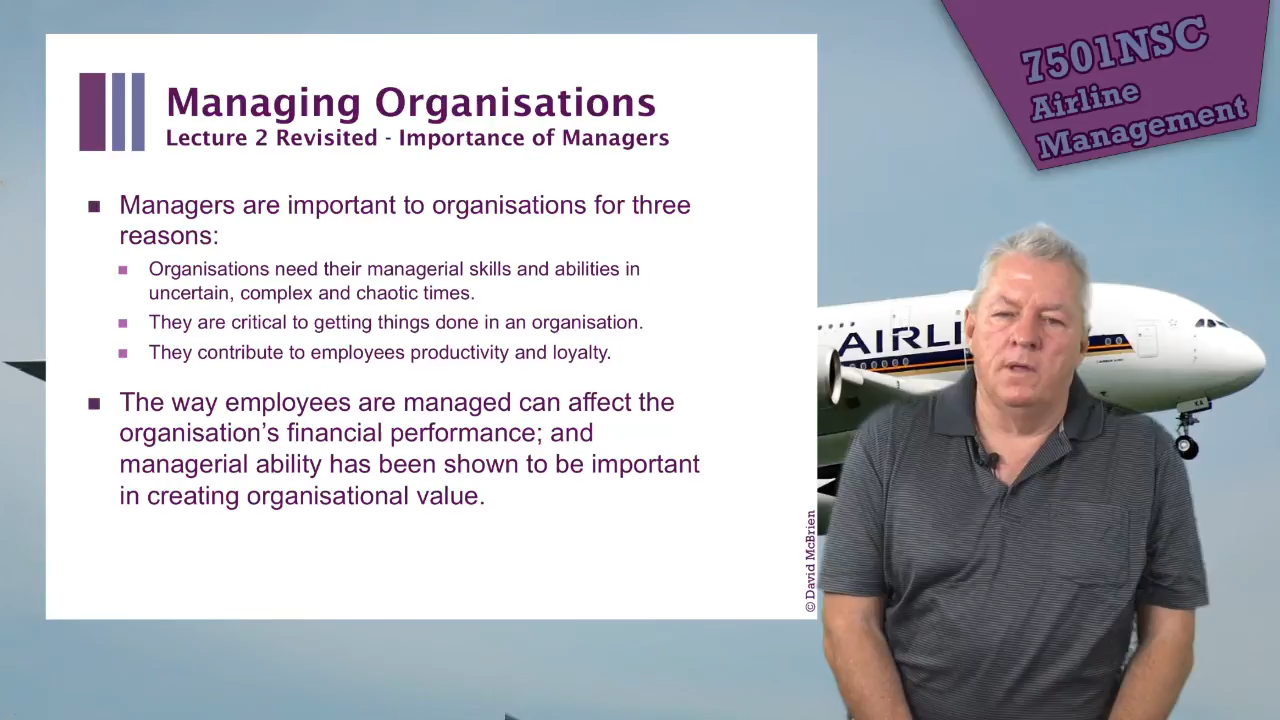 7501NSC
Airline
Management
Managing Organisations
Lecture 2 Revisited - Importance of Managers
Managers are important to organisations for three
reasons:
Organisations need their managerial skills and abilities in
uncertain, complex and chaotic times.
They are critical to getting things done in an organisation.
They contribute to employees productivity and loyalty.
The way employees are managed can affect the
organisation's financial performance; and
managerial ability has been shown to be important
in creating organisational value.
©David McBrien
AIRLI